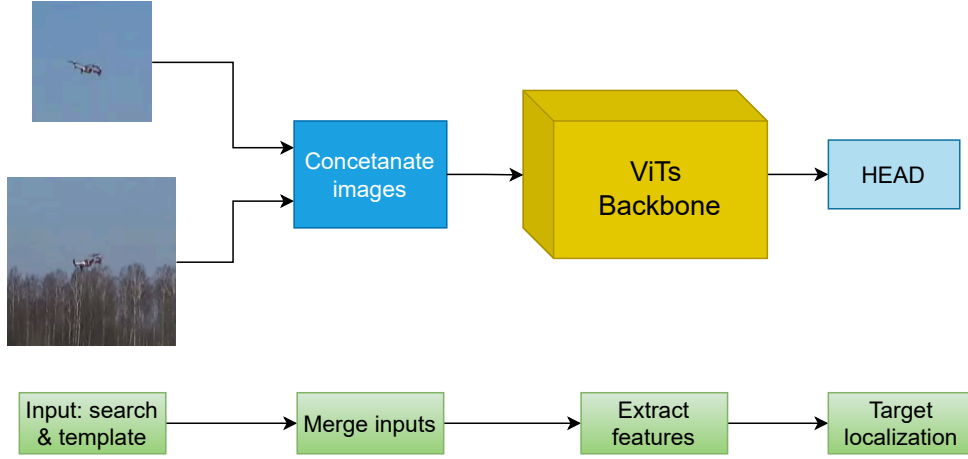 Concetanate
images
ViTs
Backbone
HEAD
Input: search
& template
Merge inputs
Extract
features
Target
localization